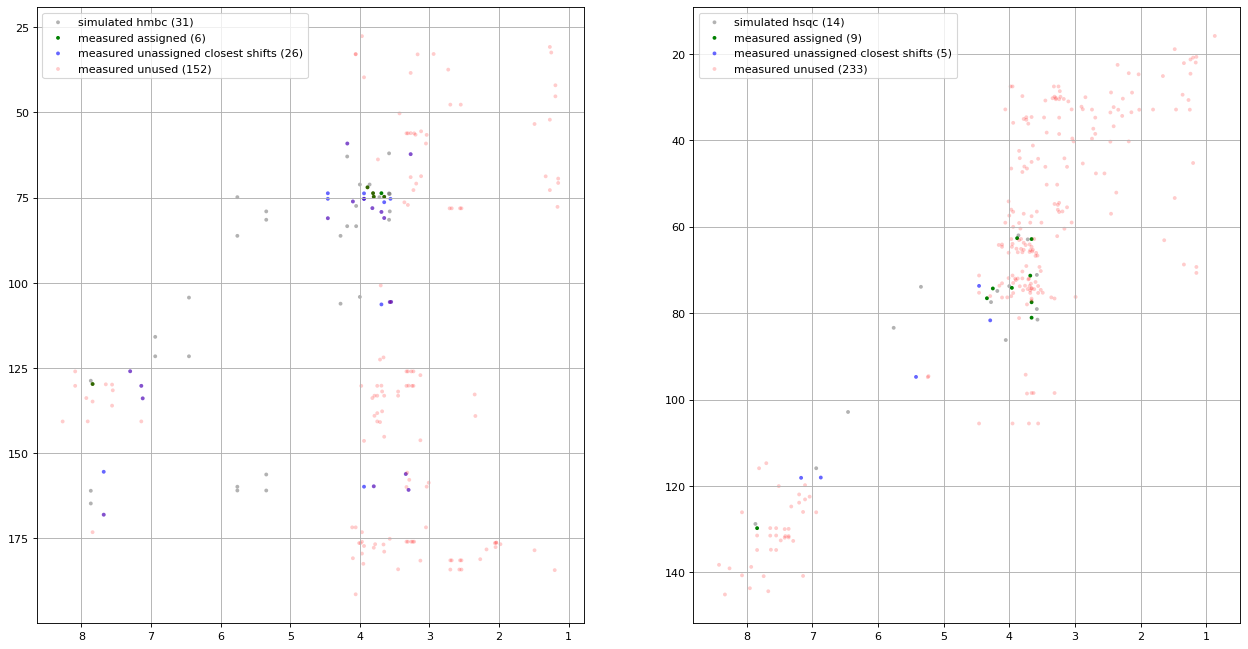 simulated hmbc (31)
measured assigned (6)
measured unassigned closest shifts (26)
measured unused (152)
25
50
75
100
125
150
175
8 7 6 5 4 3 2 1
simulated hsqc (14)
measured assigned (9)
measured unassigned closest shifts (5)
measured unused (233)
20
40
60
80
100
120
140
8 7 6 5 4 3 2 1